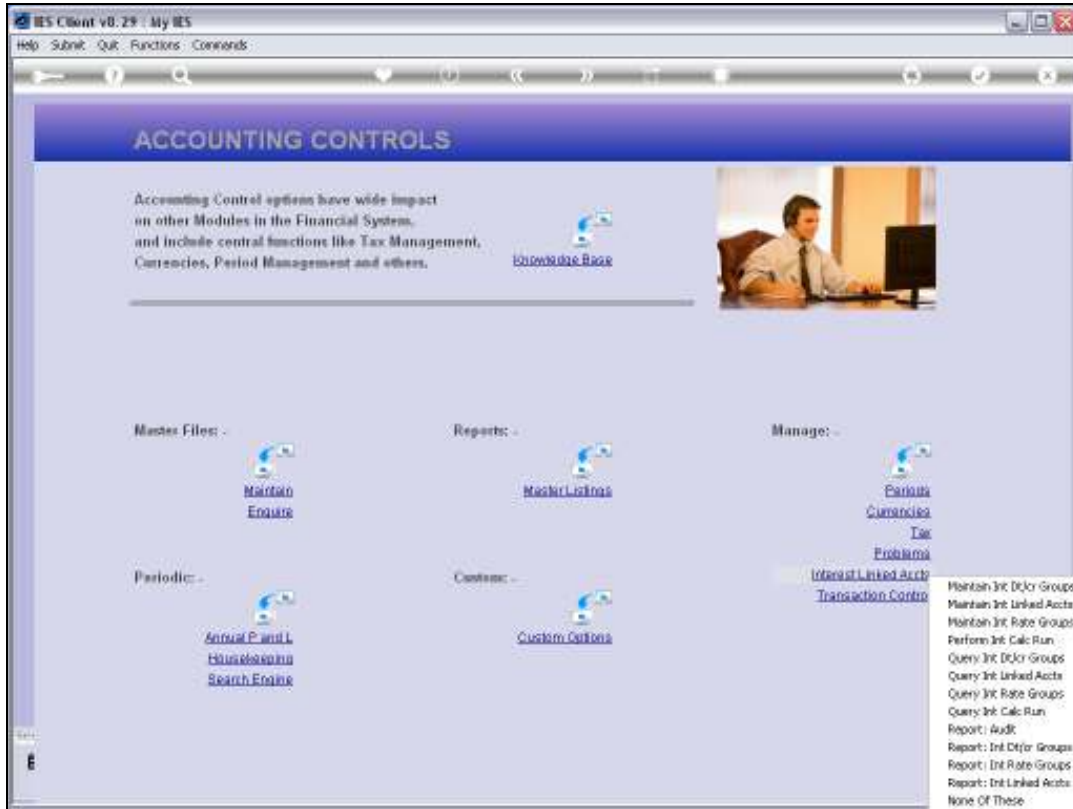 IES Client v8.29 : My IES
Help Submit Quit Functions Commands
ACCOUNTING CONTROLS
Accounting Control options have wide impact
on other Modules in the Financial System,
and include central functions like Tax Management,
Currencies, Period Management and others.
Knowledge Base
Master Files: -
Reports: -
Manage: -
Maintain
Enquire
Master Listings
Periods
Currencies
Tax
Problems
Interest Linked Accts
Transaction Contro
Periodic: -
Custom: -
Annual P and L
Housekeeping
Search Engine
Custom Options
Maintain Int Dt/cr Groups
Maintain Int Linked Accts
Maintain Int Rate Groups
Perform Int Calc Run
Query Int Dt/cr Groups
Query Int Linked Accts
Query Int Rate Groups
Query Int Calc Run
Report: Audit
Report: Int Dt/cr Groups
Report: Int Rate Groups
Report: Int Linked Accts
None Of These